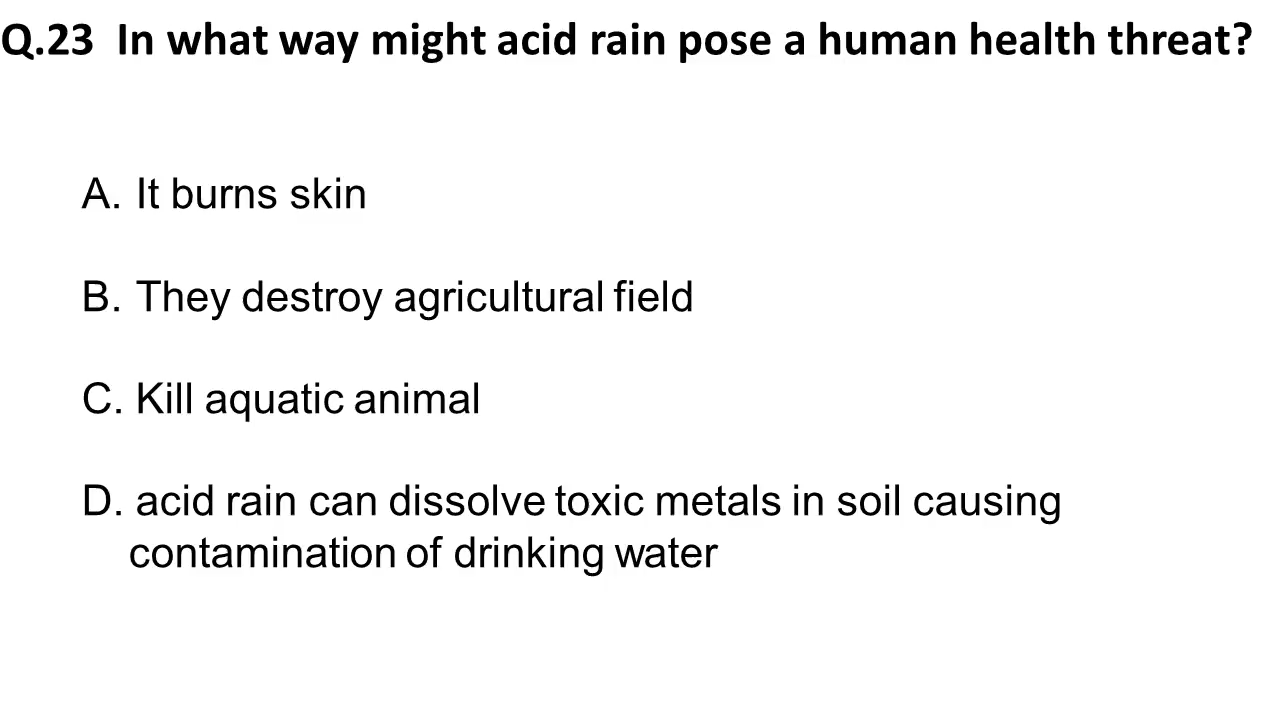 Q.23 In what way might acid rain pose a human health threat?
A. It burns skin
B. They destroy agricultural field
C. Kill aquatic animal
D. acid rain can dissolve toxic metals in soil causing
contamination of drinking water